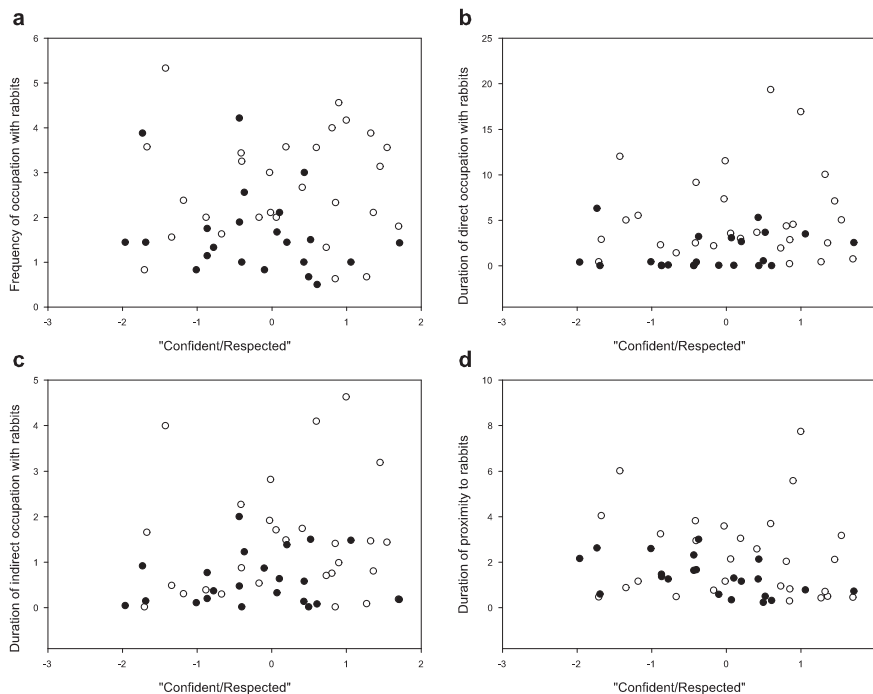 a
6
5
4
3
2
1
0
Frequency of occupation with rabbits
-3 -2 -1 0 1 2
"Confident/Respected"
b
25
20
15
10
5
0
Duration of direct occupation with rabbits
-3 -2 -1 0 1
"Confident/Respected"
c
5
4
3
2
1
0
Duration of indirect occupation with rabbits
-3 -2 -1 0 1 2
"Confident/Respected"
d
10
8
6
4
2
0
Duration of proximity to rabbits
-3 -2 -1 0 1
"Confident/Respected"